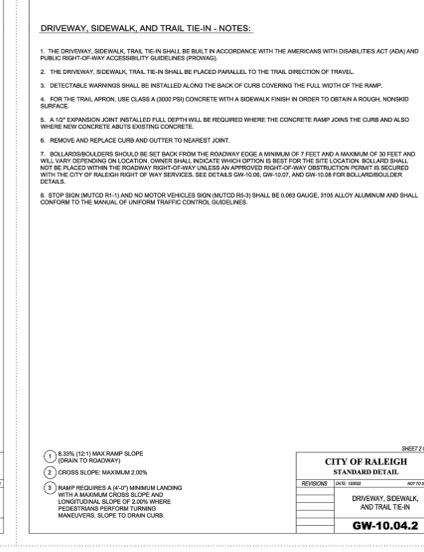 DRIVEWAY, SIDEWALK, AND TRAIL TIE-IN - NOTES:
1. THE DRIVEWAY, SIDEWALK, TRAIL TIE-IN SHALL BE BUILT IN ACCORDANCE WITH THE AMERICANS WITH DISABILITIES ACT (ADA) AND
PUBLIC RIGHT-OF-WAY ACCESSIBILITY GUIDELINES (PROWAG).
2. THE DRIVEWAY, SIDEWALK, TRAIL TIE-IN SHALL BE PLACED PARALLEL TO THE TRAIL DIRECTION OF TRAVEL.
3. DETECTABLE WARNINGS SHALL BE INSTALLED ALONG THE BACK OF CURB COVERING THE FULL WIDTH OF THE RAMP.
4. FOR THE TRAIL APRON, USE CLASS A (3000 PSI) CONCRETE WITH A SIDEWALK FINISH IN ORDER TO OBTAIN A ROUGH, NONSKID
SURFACE.
5. A 1/2" EXPANSION JOINT INSTALLED FULL DEPTH WILL BE REQUIRED WHERE THE CONCRETE RAMP JOINS THE CURB AND ALSO
WHERE NEW CONCRETE ABUTS EXISTING CONCRETE.
6. REMOVE AND REPLACE CURB AND GUTTER TO NEAREST JOINT.
7. BOLLARDS/BOULDERS SHOULD BE SET BACK FROM THE ROADWAY EDGE A MINIMUM OF 7 FEET AND A MAXIMUM OF 30 FEET AND
WILL VARY DEPENDING ON LOCATION. OWNER SHALL INDICATE WHICH OPTION IS BEST FOR THE SITE LOCATION. BOLLARD SHALL
NOT BE PLACED WITHIN THE ROADWAY RIGHT-OF-WAY UNLESS AN APPROVED RIGHT-OF-WAY OBSTRUCTION PERMIT IS SECURED
WITH THE CITY OF RALEIGH RIGHT OF WAY SERVICES. SEE DETAILS GW-10.06, GW-10.07, AND GW-10.08 FOR BOLLARD/BOULDER
DETAILS.
8. STOP SIGN (MUTCD R1-1) AND NO MOTOR VEHICLES SIGN (MUTCD R5-3) SHALL BE 0.063 GAUGE, 3105 ALLOY ALUMINUM AND SHALL
CONFORM TO THE MANUAL OF UNIFORM TRAFFIC CONTROL GUIDELINES.
1 8.33% (12:1) MAX RAMP SLOPE
(DRAIN TO ROADWAY)
2 CROSS SLOPE: MAXIMUM 2.00%
3 RAMP REQUIRES A (4'-0") MINIMUM LANDING
WITH A MAXIMUM CROSS SLOPE AND
LONGITUDINAL SLOPE OF 2.00% WHERE
PEDESTRIANS PERFORM TURNING
MANEUVERS. SLOPE TO DRAIN CURB.
SHEET 2
CITY OF RALEIGH
STANDARD DETAIL
REVISIONS DATE: NOT TO
DRIVEWAY, SIDEWALK,
AND TRAIL TIE-IN
GW-10.04.2